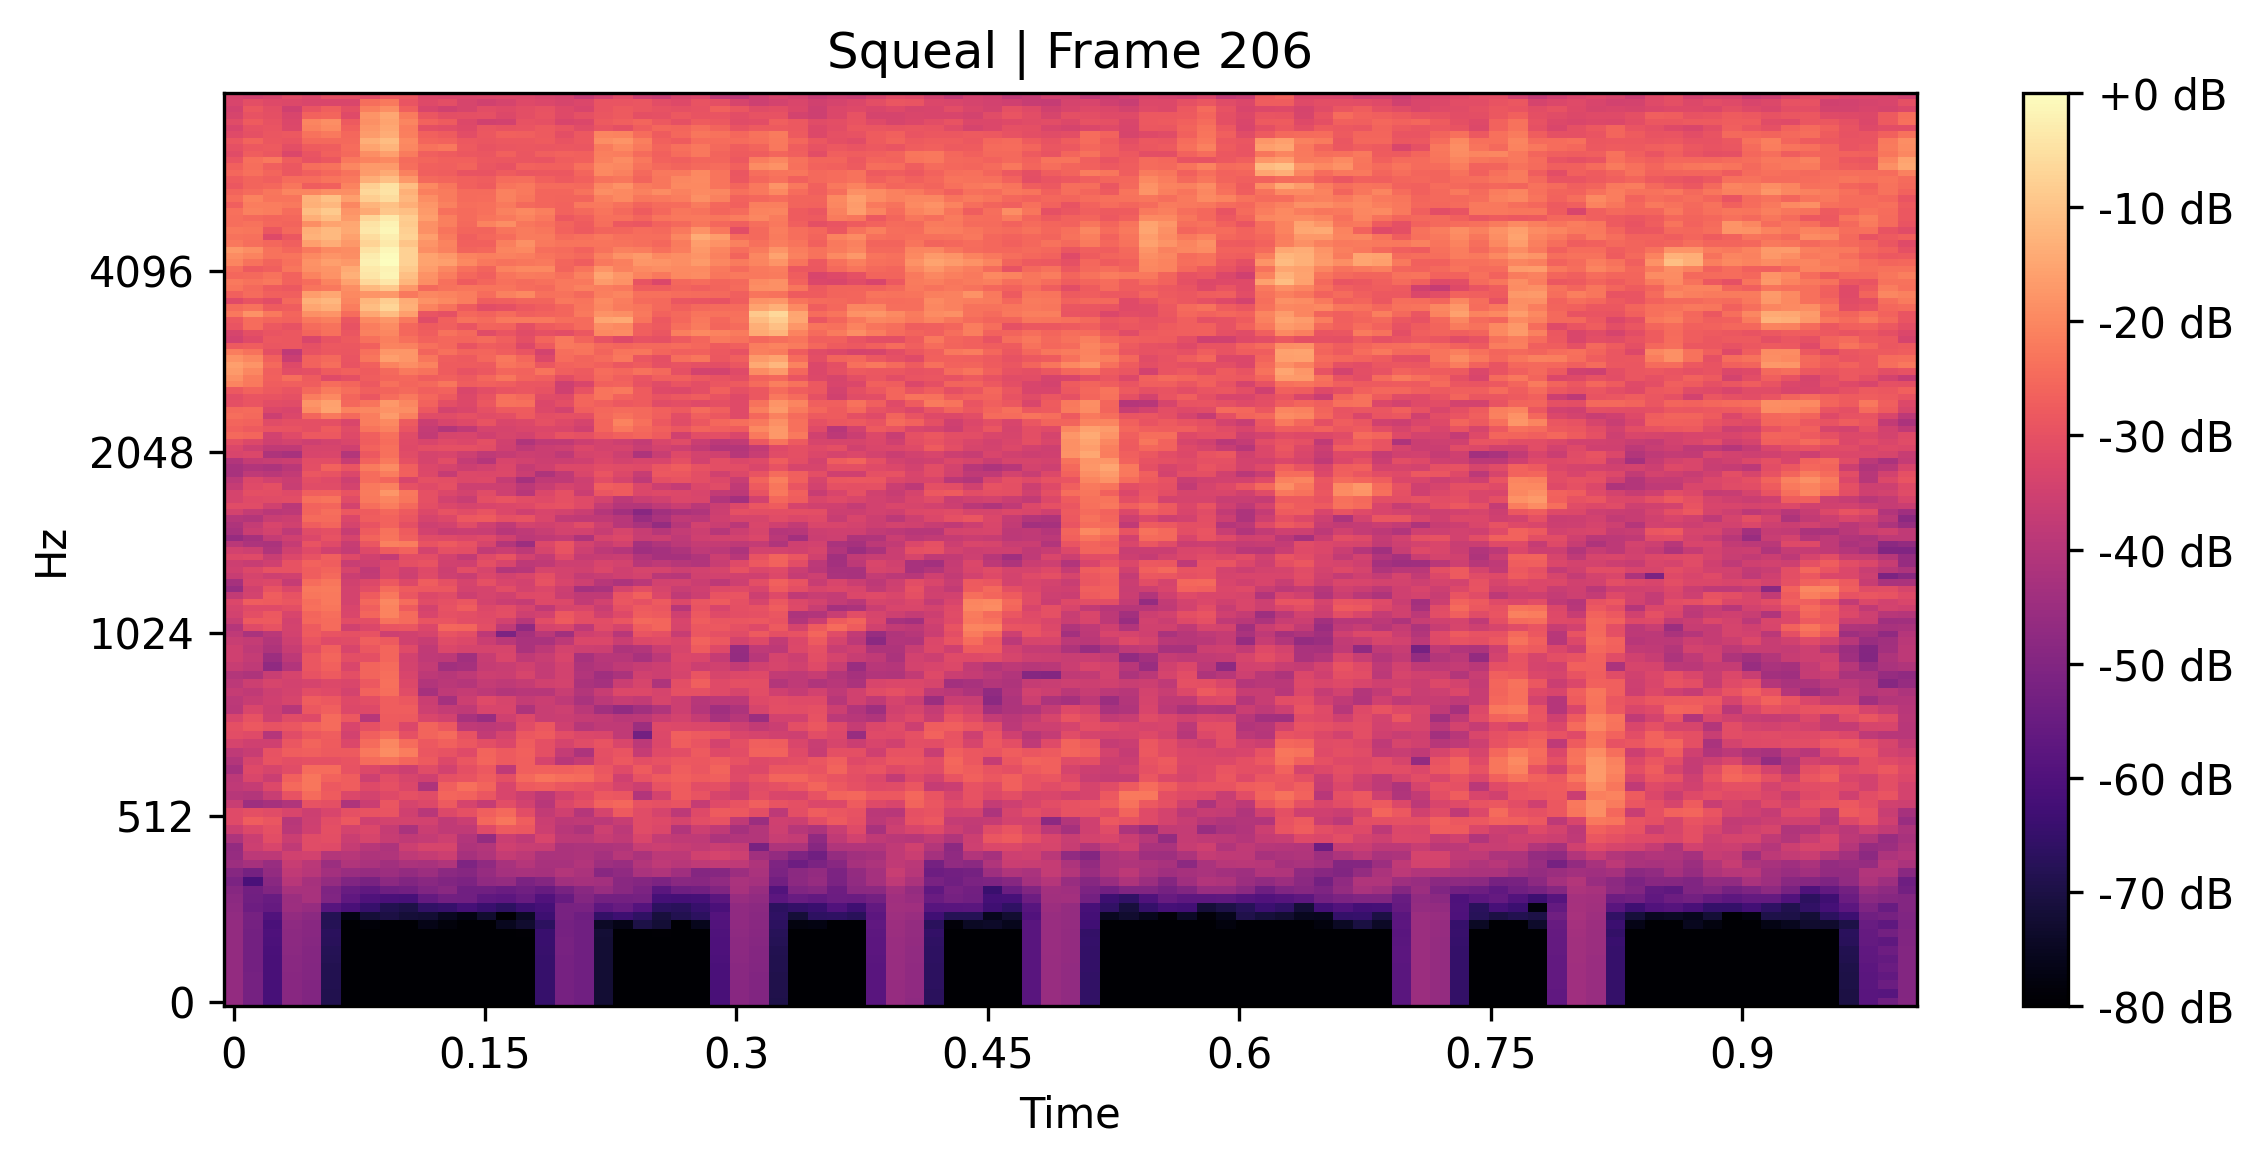 Squeal | Frame 206
Hz
4096
2048
1024
512
0
0 0.15 0.3 0.45 0.6 0.75 0.9
Time
+0 dB
-10 dB
-20 dB
-30 dB
-40 dB
-50 dB
-60 dB
-70 dB
-80 dB